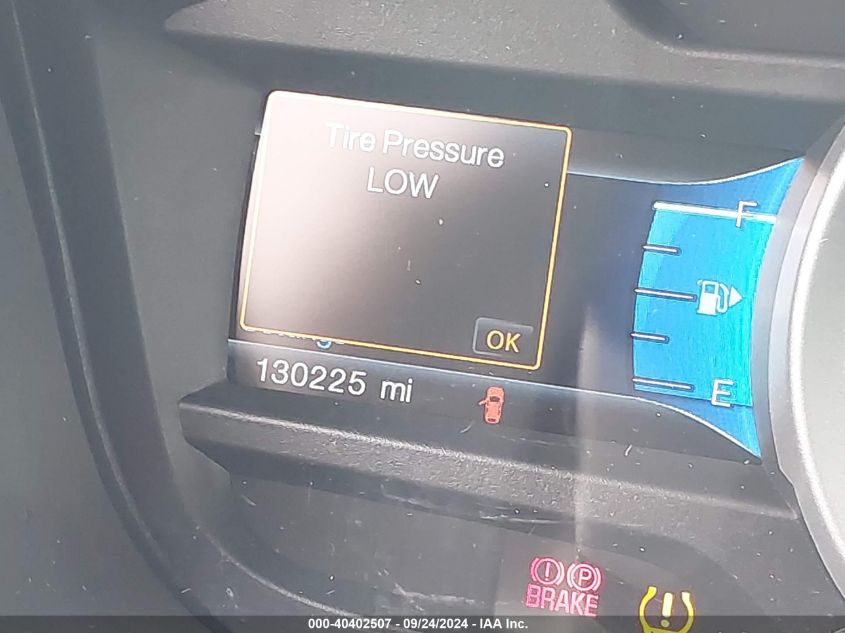 Tire Pressure
LOW
OK
130225 mi
F
E
(!) (P)
BRAKE
000-40402507 - 09/24/2024 - IAA Inc.